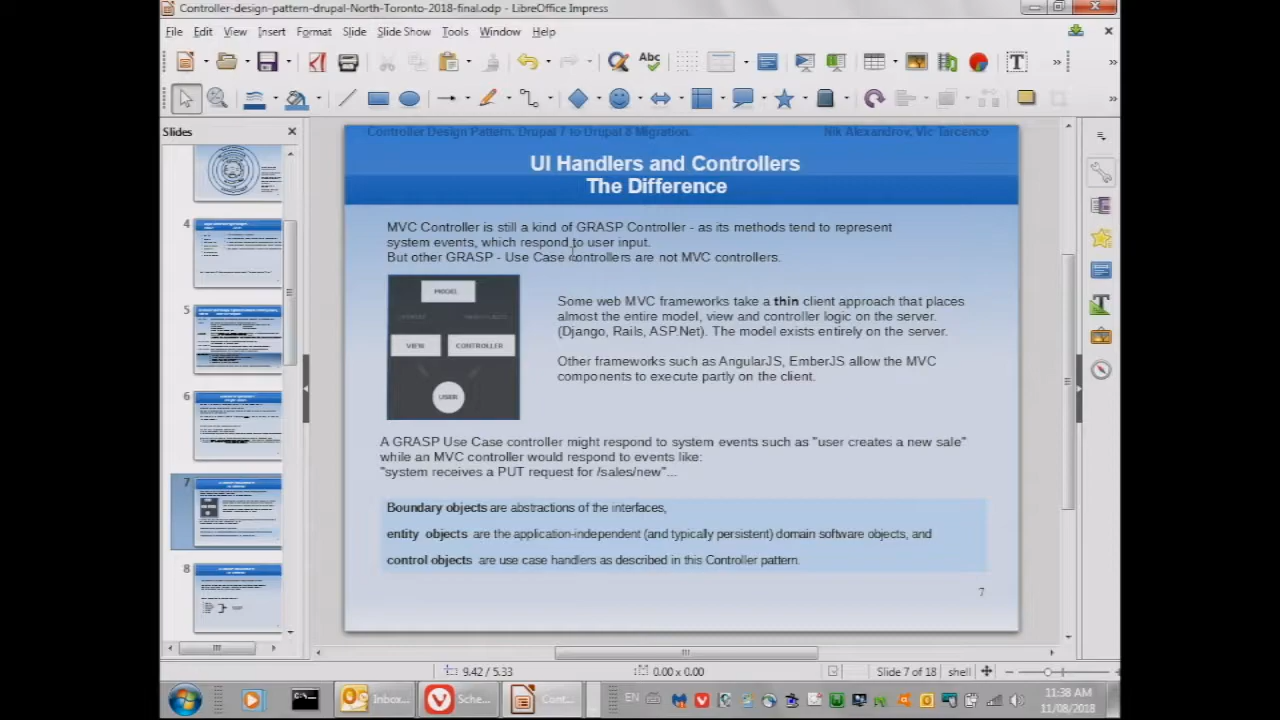 Controller-design-pattern-drupal-North-Toronto-2018-final.odp - LibreOffice Impress
File Edit View Insert Format Slide Slide Show Tools Window Help
Abc
T
Slides
4
5
6
7
8
Controller Design Pattern. Drupal 7 to Drupal 8 Migration. Nik Alexandrov, Vic Tarcenco
UI Handlers and Controllers
The Difference
MVC Controller is still a kind of GRASP Controller - as its methods tend to represent
system events, which respond to user input.
But other GRASP - Use Case controllers are not MVC controllers.
MODEL
VIEW CONTROLLER
USER
Some web MVC frameworks take a thin client approach that places
almost the entire model, view and controller logic on the server.
(Django, Rails, ASP.Net). The model exists entirely on the server.
Other frameworks such as AngularJS, EmberJS allow the MVC
components to execute partly on the client.
A GRASP Use Case controller might respond to system events such as "user creates a new sale"
while an MVC controller would respond to events like:
"system receives a PUT request for /sales/new"...
Boundary objects are abstractions of the interfaces,
entity objects are the application-independent (and typically persistent) domain software objects, and
control objects are use case handlers as described in this Controller pattern.
7
9.42 / 5.33 0.00 x 0.00 Slide 7 of 18 shell
Inbox... Sche... Cont... EN 11:38 AM
11/08/2018